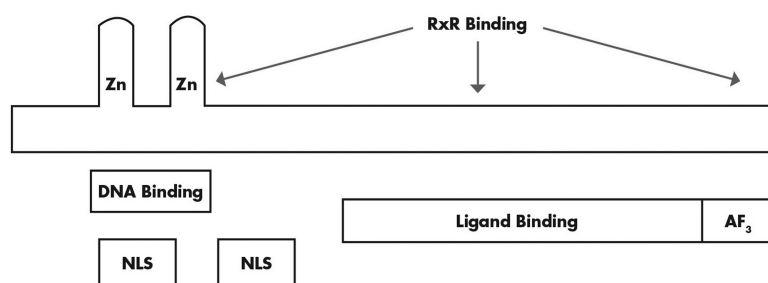 RxR Binding
Zn
Zn
DNA Binding
Ligand Binding
AF₃
NLS
NLS